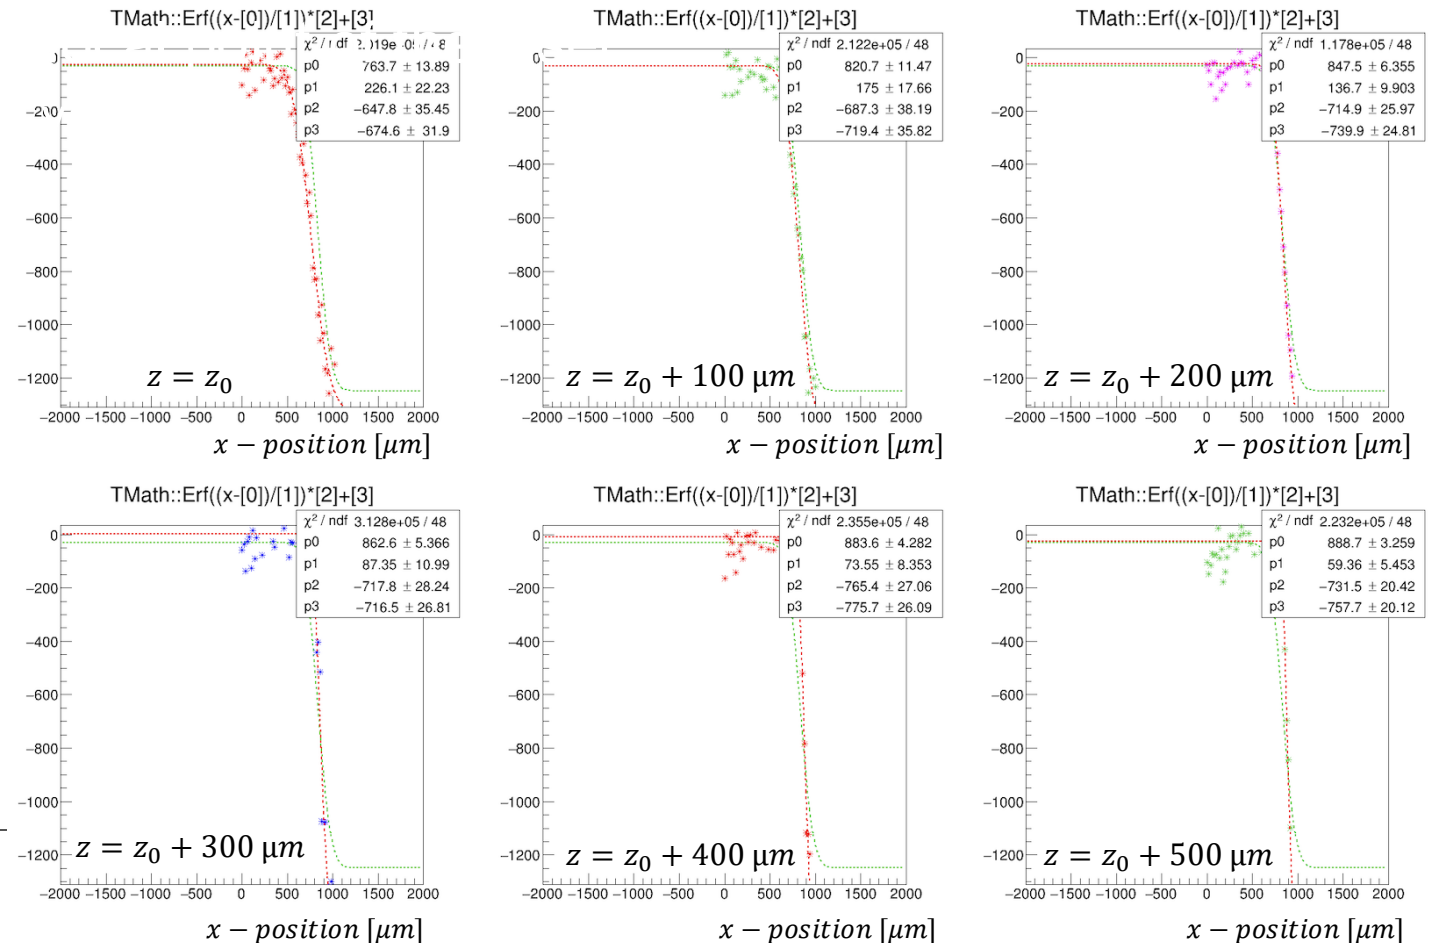 TMath::Erf((x-[0])/[1])*[2]+[3]
p0 763.7 ± 13.89
p1 226.1 ± 22.23
p2 −647.8 ± 35.45
p3 −674.6 ± 31.9
0
−200
−400
−600
−800
−1000
−1200
z = z₀
−2000 −1500 −1000 −500 0 500 1000 1500 2000
x − position [μm]
TMath::Erf((x-[0])/[1])*[2]+[3]
χ² / ndf 2.122e+05 / 48
p0 820.7 ± 11.47
p1 175 ± 17.66
p2 −687.3 ± 38.19
p3 −719.4 ± 35.82
0
−200
−400
−600
−800
−1000
−1200
z = z₀ + 100 μm
−2000 −1500 −1000 −500 0 500 1000 1500 2000
x − position [μm]
TMath::Erf((x-[0])/[1])*[2]+[3]
χ² / ndf 1.178e+05 / 48
p0 847.5 ± 6.355
p1 136.7 ± 9.903
p2 −714.9 ± 25.97
p3 −739.9 ± 24.81
0
−200
−400
−600
−800
−1000
−1200
z = z₀ + 200 μm
−2000 −1500 −1000 −500 0 500 1000 1500 2000
x − position [μm]
TMath::Erf((x-[0])/[1])*[2]+[3]
χ² / ndf 3.128e+05 / 48
p0 862.6 ± 5.366
p1 87.35 ± 10.99
p2 −717.8 ± 28.24
p3 −716.5 ± 26.81
0
−200
−400
−600
−800
−1000
−1200
z = z₀ + 300 μm
−2000 −1500 −1000 −500 0 500 1000 1500 2000
x − position [μm]
TMath::Erf((x-[0])/[1])*[2]+[3]
χ² / ndf 2.355e+05 / 48
p0 883.6 ± 4.282
p1 73.55 ± 8.353
p2 −765.4 ± 27.06
p3 −775.7 ± 26.09
0
−200
−400
−600
−800
−1000
−1200
z = z₀ + 400 μm
−2000 −1500 −1000 −500 0 500 1000 1500 2000
x − position [μm]
TMath::Erf((x-[0])/[1])*[2]+[3]
χ² / ndf 2.232e+05 / 48
p0 888.7 ± 3.259
p1 59.36 ± 5.453
p2 −731.5 ± 20.42
p3 −757.7 ± 20.12
0
−200
−400
−600
−800
−1000
−1200
z = z₀ + 500 μm
−2000 −1500 −1000 −500 0 500 1000 1500 2000
x − position [μm]